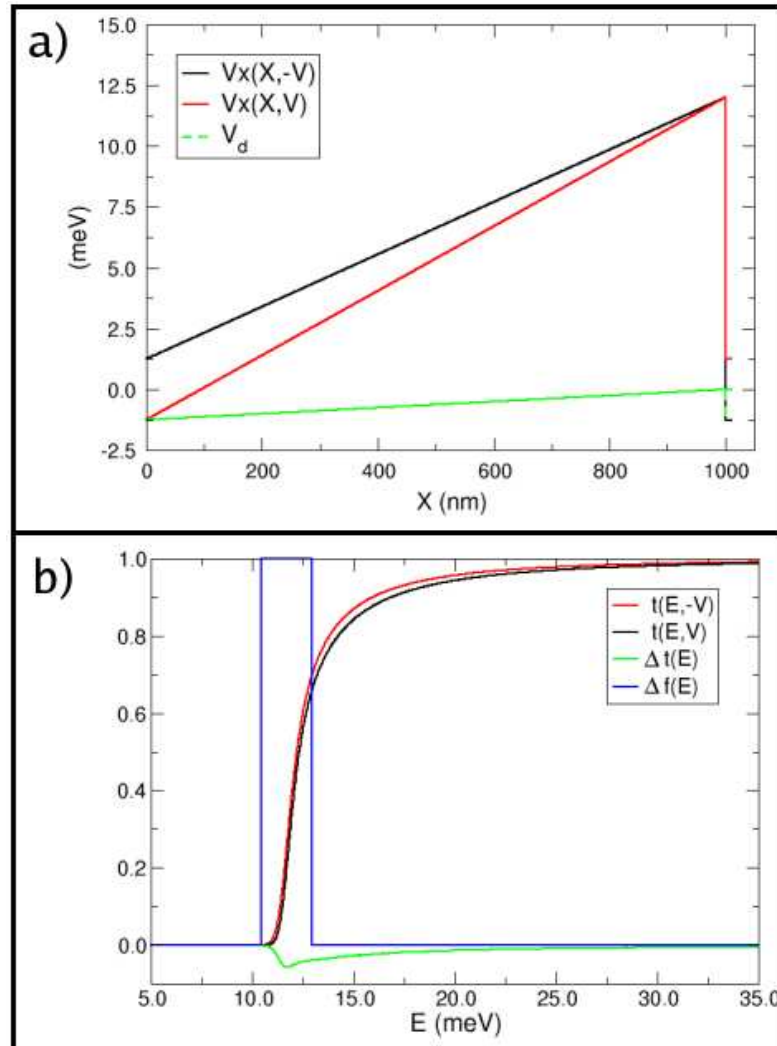 a)
15.0
12.5
10.0
7.5
5.0
2.5
0.0
-2.5
(meV)
Vx(X,-V)
Vx(X,V)
V_d
0
200
400
600
800
1000
X (nm)
b)
1.0
0.8
0.6
0.4
0.2
0.0
t(E,-V)
t(E,V)
Δ t(E)
Δ f(E)
5.0
10.0
15.0
20.0
25.0
30.0
35.0
E (meV)